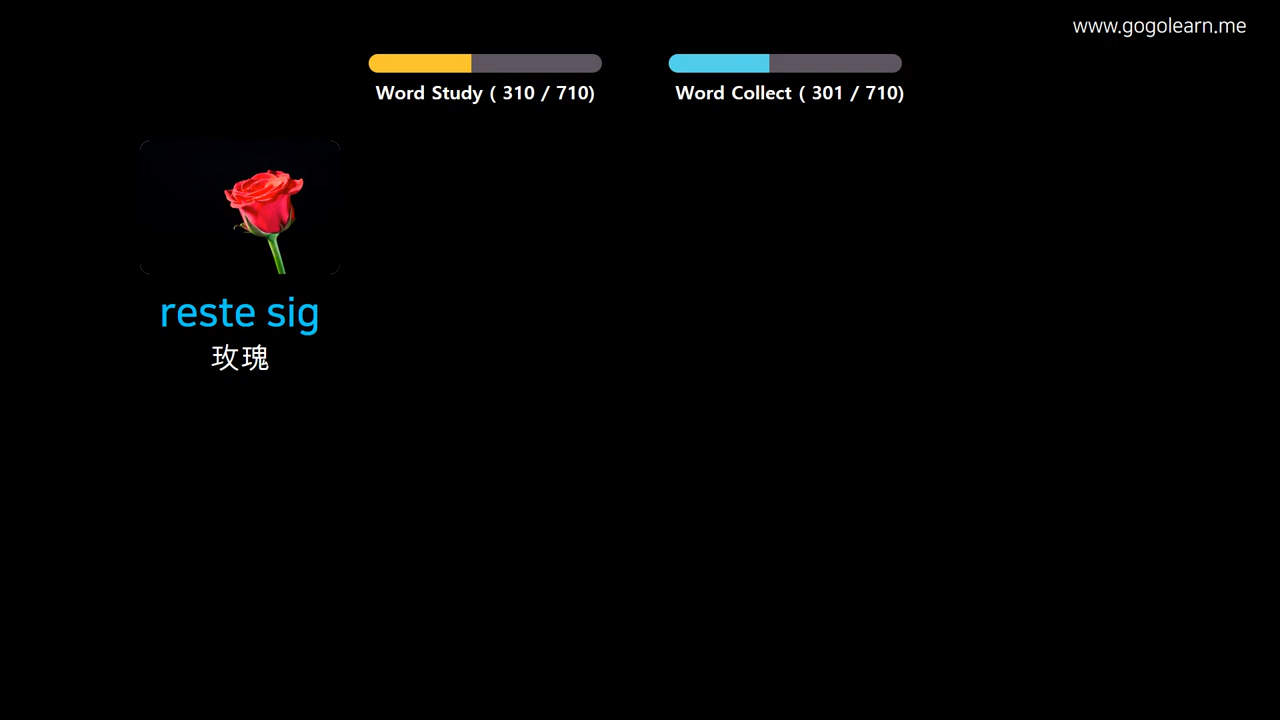 www.gogolearn.me
Word Study ( 310 / 710)
Word Collect ( 301 / 710)
reste sig
玫瑰